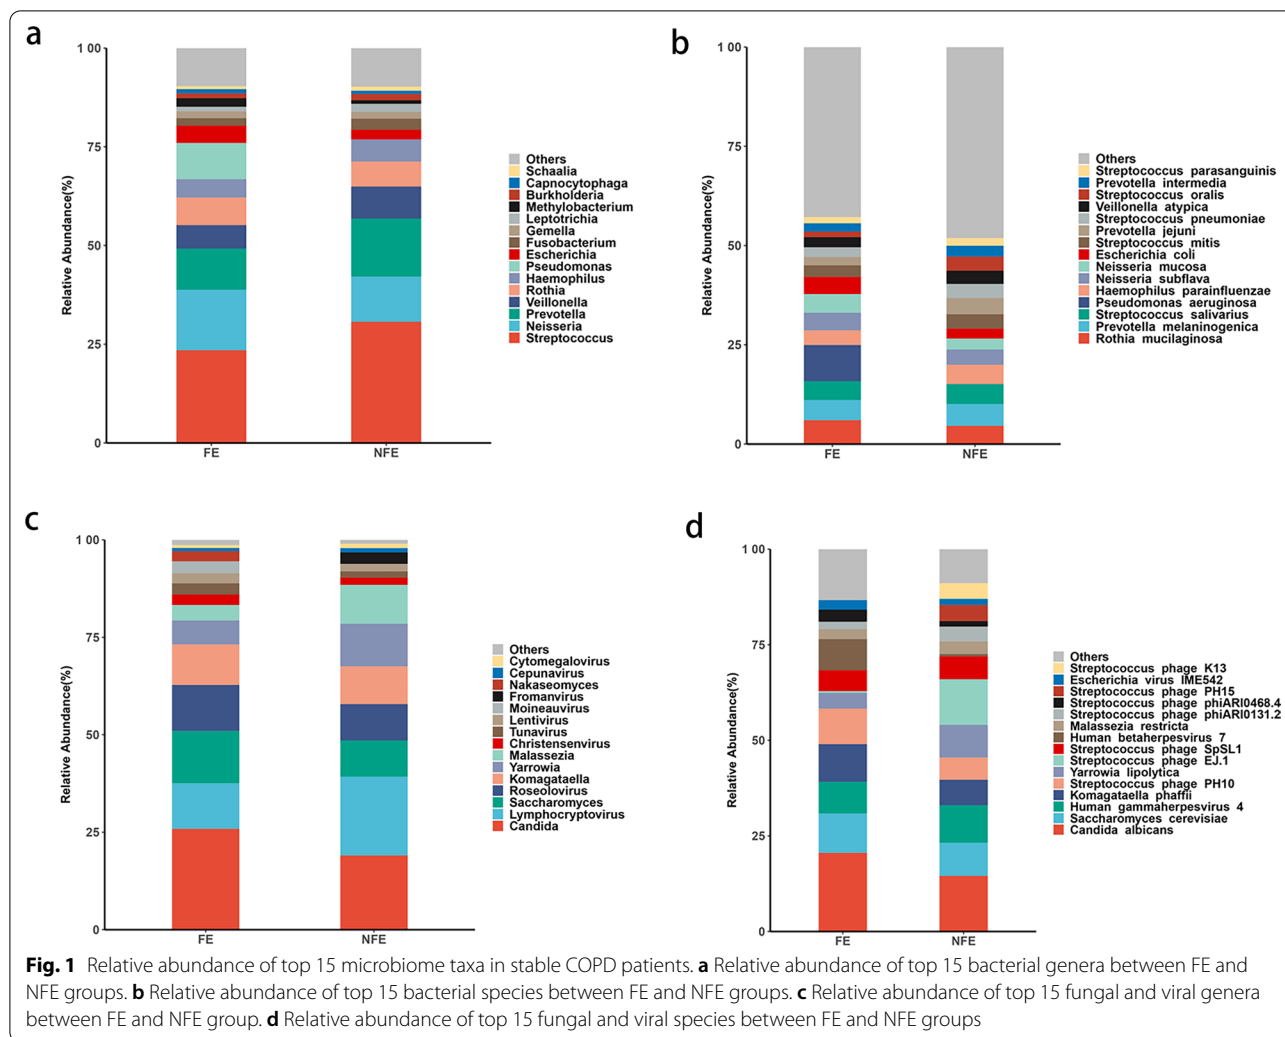 a
1 00
75
50
25
0
Relative Abundance(%)
FE
NFE
Others
Schaalia
Capnocytophaga
Burkholderia
Methylobacterium
Leptotrichia
Gemella
Fusobacterium
Escherichia
Pseudomonas
Haemophilus
Rothia
Veillonella
Prevotella
Neisseria
Streptococcus
b
1 00
75
50
25
0
Relative Abundance(%)
FE
NFE
Others
Streptococcus parasanguinis
Prevotella intermedia
Streptococcus oralis
Veillonella atypica
Streptococcus pneumoniae
Prevotella jejuni
Streptococcus mitis
Escherichia coli
Neisseria mucosa
Neisseria subflava
Haemophilus parainfluenzae
Pseudomonas aeruginosa
Streptococcus salivarius
Prevotella melaninogenica
Rothia mucilaginosa
c
1 00
75
50
25
0
Relative Abundance(%)
FE
NFE
Others
Cytomegalovirus
Cepunavirus
Nakaseomyces
Fromanvirus
Moineauvirus
Lentivirus
Tunavirus
Christensenvirus
Malassezia
Yarrowia
Komagataella
Roseolovirus
Saccharomyces
Lymphocryptovirus
Candida
d
1 00
75
50
25
0
Relative Abundance(%)
FE
NFE
Others
Streptococcus phage K13
Escherichia virus IME542
Streptococcus phage PH15
Streptococcus phage phiARI0468.4
Streptococcus phage phiARI0131.2
Malassezia restricta
Human betaherpesvirus 7
Streptococcus phage SpSL1
Streptococcus phage EJ.1
Yarrowia lipolytica
Streptococcus phage PH10
Komagataella phaffii
Human gammaherpesvirus 4
Saccharomyces cerevisiae
Candida albicans
Fig. 1 Relative abundance of top 15 microbiome taxa in stable COPD patients. a Relative abundance of top 15 bacterial genera between FE and
NFE groups. b Relative abundance of top 15 bacterial species between FE and NFE groups. c Relative abundance of top 15 fungal and viral genera
between FE and NFE group. d Relative abundance of top 15 fungal and viral species between FE and NFE groups